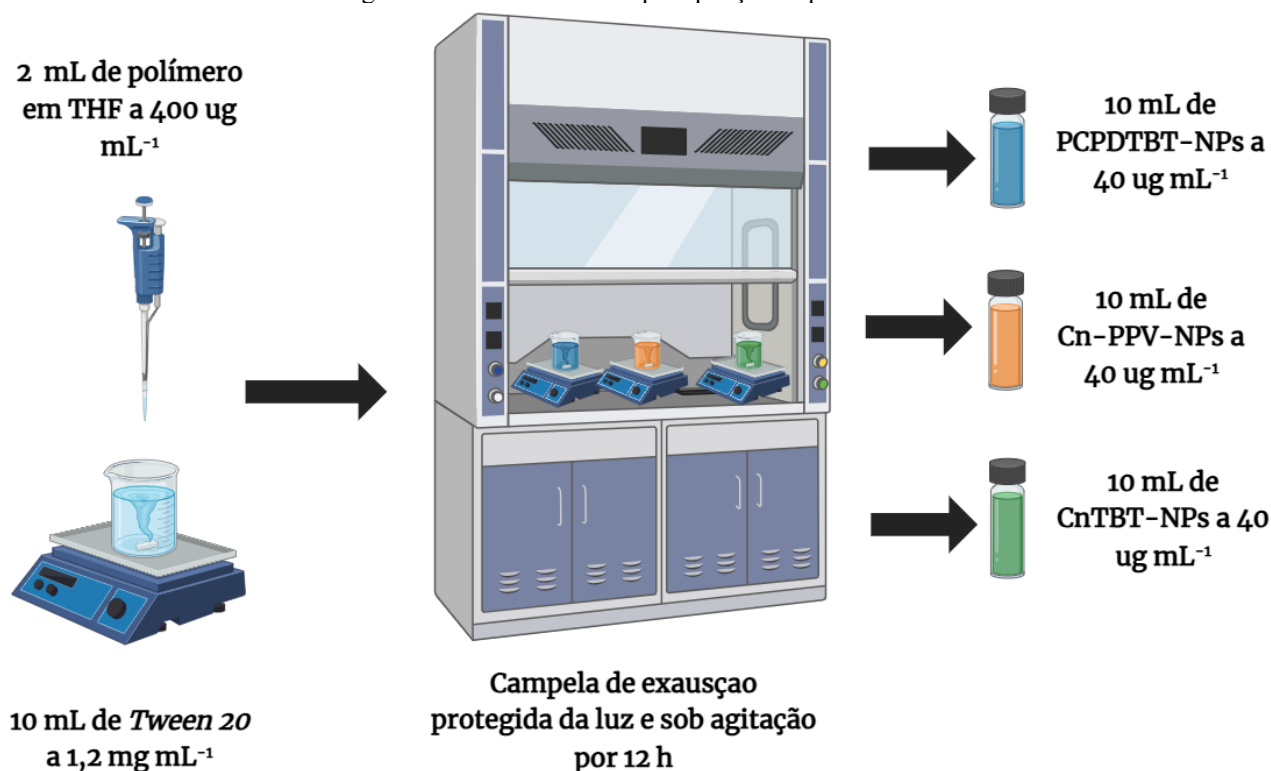 2 mL de polímero
em THF a 400 ug
mL⁻¹
10 mL de Tween 20
a 1,2 mg mL⁻¹
Campela de exausçao
protegida da luz e sob agitação
por 12 h
10 mL de
PCPDTBT-NPs a
40 ug mL⁻¹
10 mL de
Cn-PPV-NPs a
40 ug mL⁻¹
10 mL de
CnTBT-NPs a 40
ug mL⁻¹